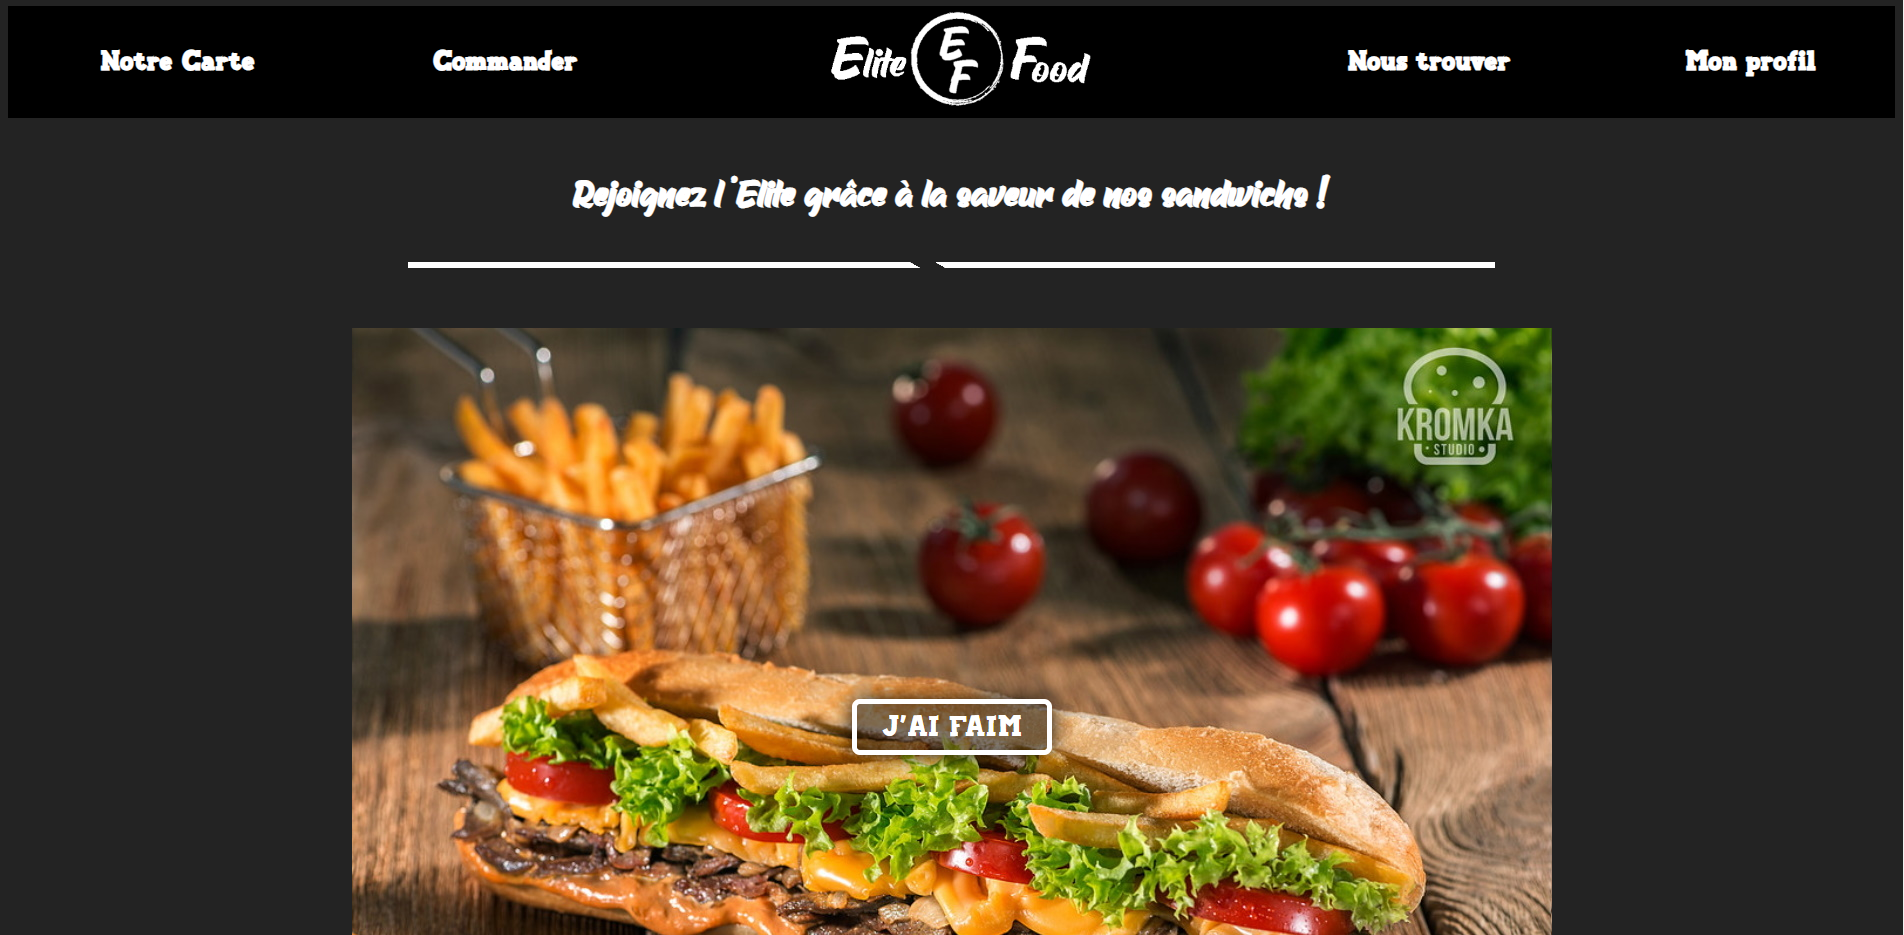 Notre Carte
Commander
Elite EF Food
Nous trouver
Mon profil
Rejoignez l'Elite grâce à la saveur de nos sandwichs !
KROMKA
STUDIO
J'AI FAIM